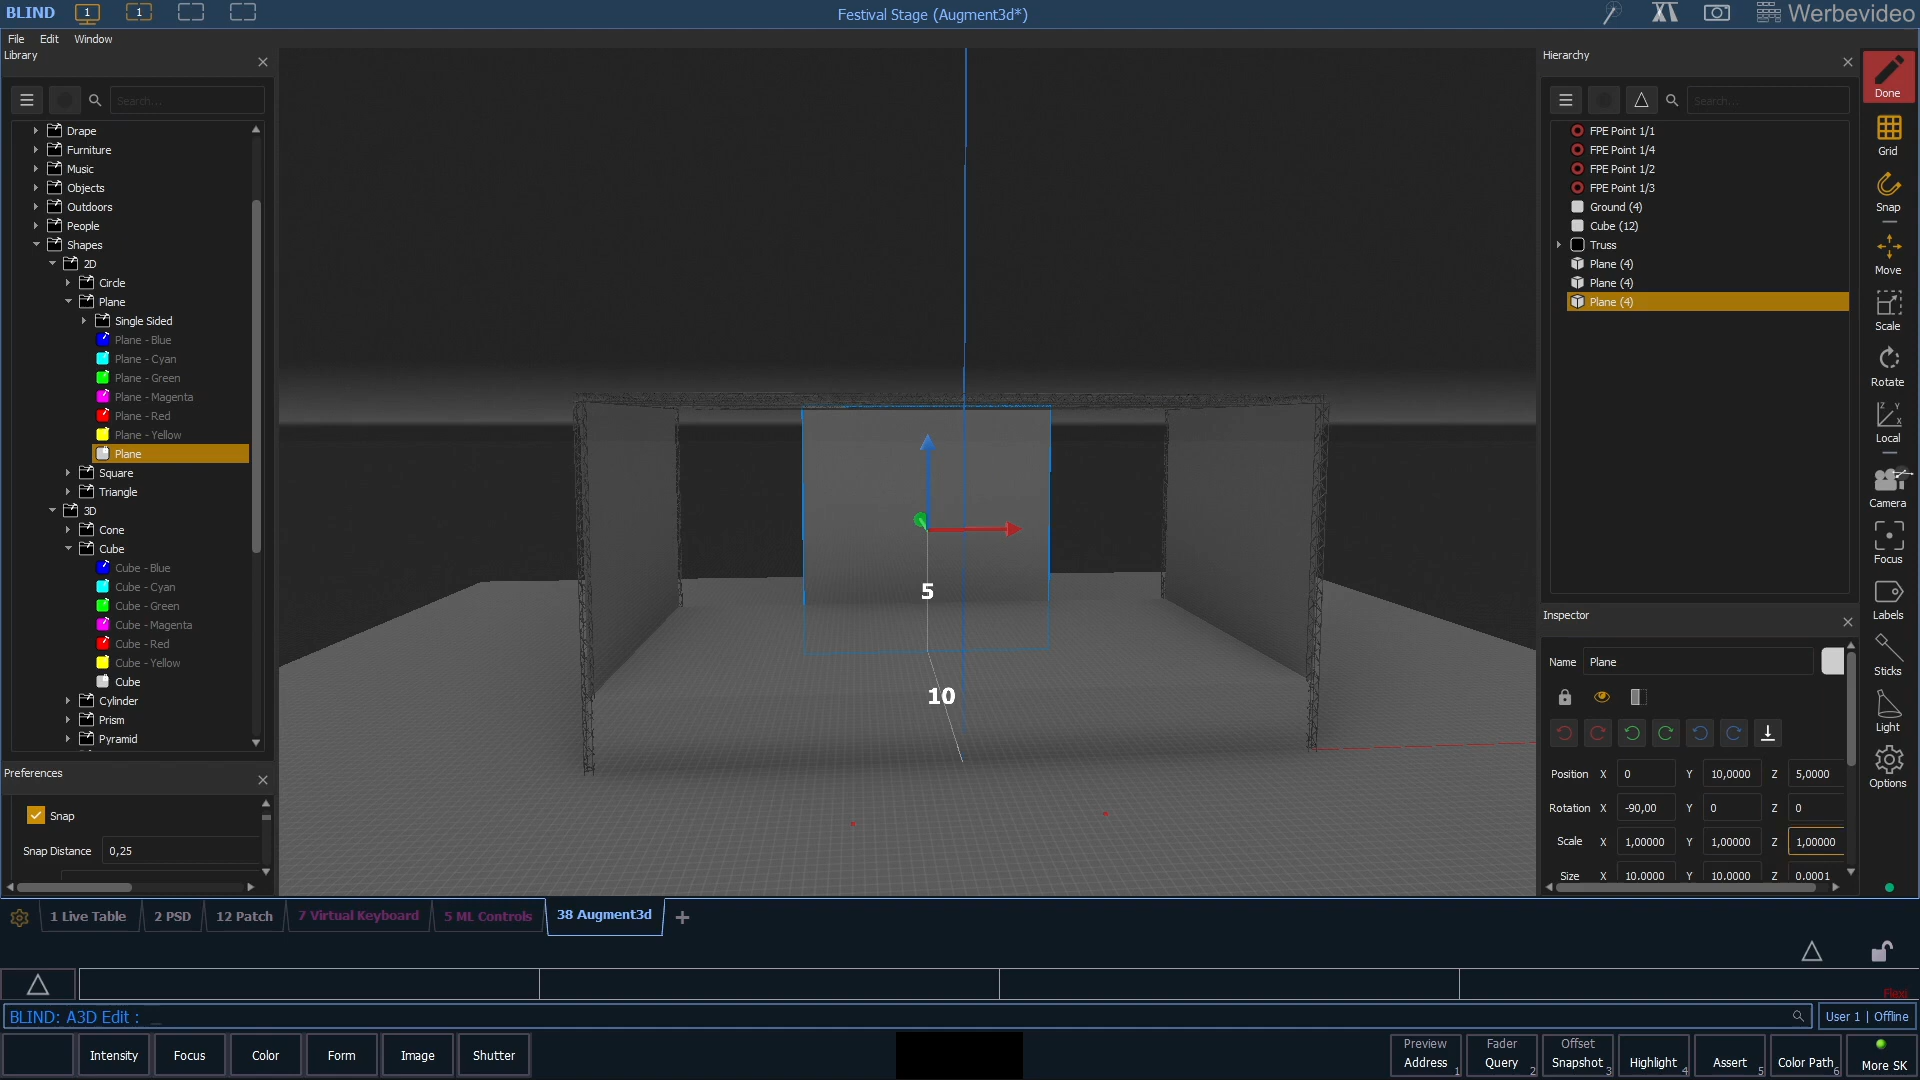 BLIND
1
1
Festival Stage (Augment3d*)
Werbevideo
File
Edit
Window
Library
Search...
Drape
Furniture
Music
Objects
Outdoors
People
Shapes
2D
Circle
Plane
Single Sided
Plane - Blue
Plane - Cyan
Plane - Green
Plane - Magenta
Plane - Red
Plane - Yellow
Plane
Square
Triangle
3D
Cone
Cube
Cube - Blue
Cube - Cyan
Cube - Green
Cube - Magenta
Cube - Red
Cube - Yellow
Cube
Cylinder
Prism
Pyramid
Preferences
Snap
Snap Distance 0,25
5
10
Hierarchy
Search...
FPE Point 1/1
FPE Point 1/4
FPE Point 1/2
FPE Point 1/3
Ground (4)
Cube (12)
Truss
Plane (4)
Plane (4)
Plane (4)
Inspector
Name Plane
Position X 0 Y 10,0000 Z 5,0000
Rotation X -90,00 Y 0 Z 0
Scale X 1,00000 Y 1,00000 Z 1,00000
Size X 10.0000 Y 10.0000 Z 0.0001
Done
Grid
Snap
Move
Scale
Rotate
Z Y X
Local
Camera
Focus
Labels
Sticks
Light
Options
1 Live Table
2 PSD
12 Patch
7 Virtual Keyboard
5 ML Controls
38 Augment3d
Flexi
BLIND: A3D Edit : _
User 1 | Offline
Intensity
Focus
Color
Form
Image
Shutter
Preview
Address 1
Fader
Query 2
Offset
Snapshot 3
Highlight 4
Assert 5
Color Path 6
More SK